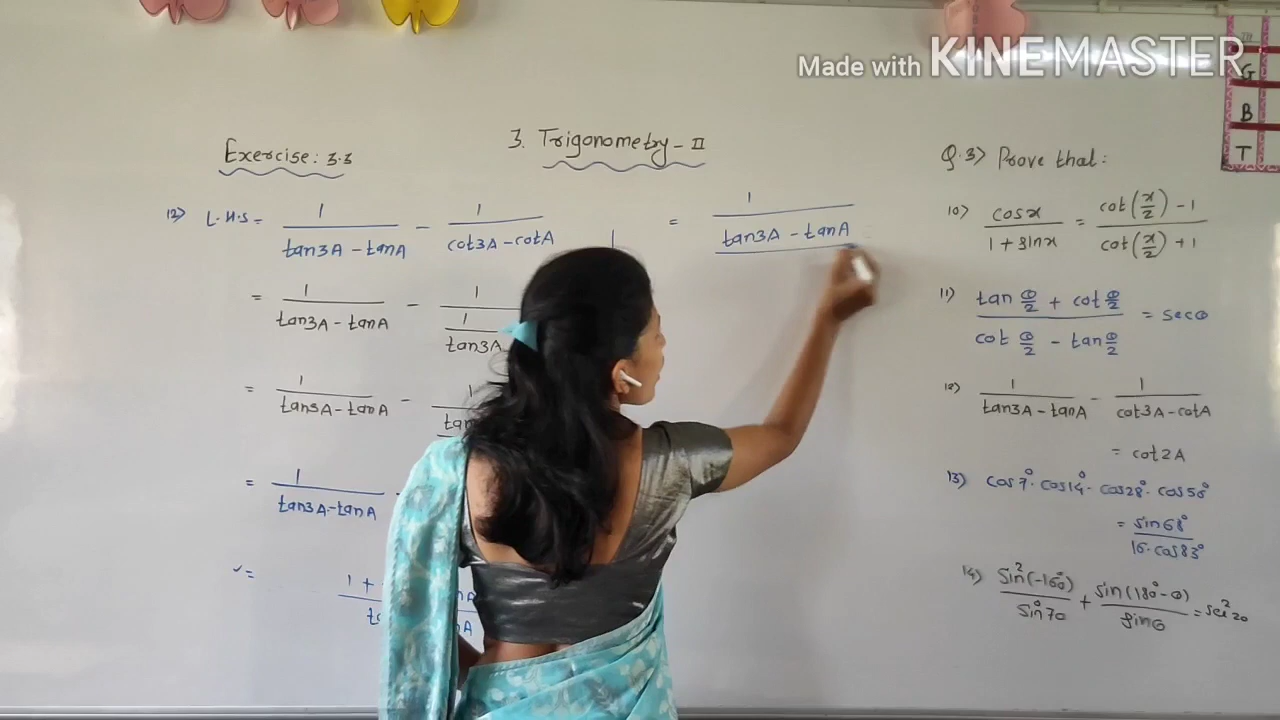 Made with KINEMASTER
G
B
T
3. Trigonometry - II
Exercise: 3.3
12) L.H.S = 1/(tan3A - tanA) - 1/(cot3A - cotA)
= 1/(tan3A - tanA) - 1/(1/tan3A
= 1/(tan3A - tanA) - 1/
= 1/(tan3A - tanA)
✓= 1 +
= 1/(tan3A - tanA)
Q.3) Prove that:
10) cosx/(1 + sinx) = (cot(x/2) - 1)/(cot(x/2) + 1)
11) (tan θ/2 + cot θ/2)/(cot θ/2 - tan θ/2) = secθ
12) 1/(tan3A - tanA) - 1/(cot3A - cotA)
= cot2A
13) cos7°. cos14°. cos28°. cos56°
= sin68°/(16.cos83°)
14) sin²(-160°)/sin²70 + sin(180° - θ)/sinθ = sec²20